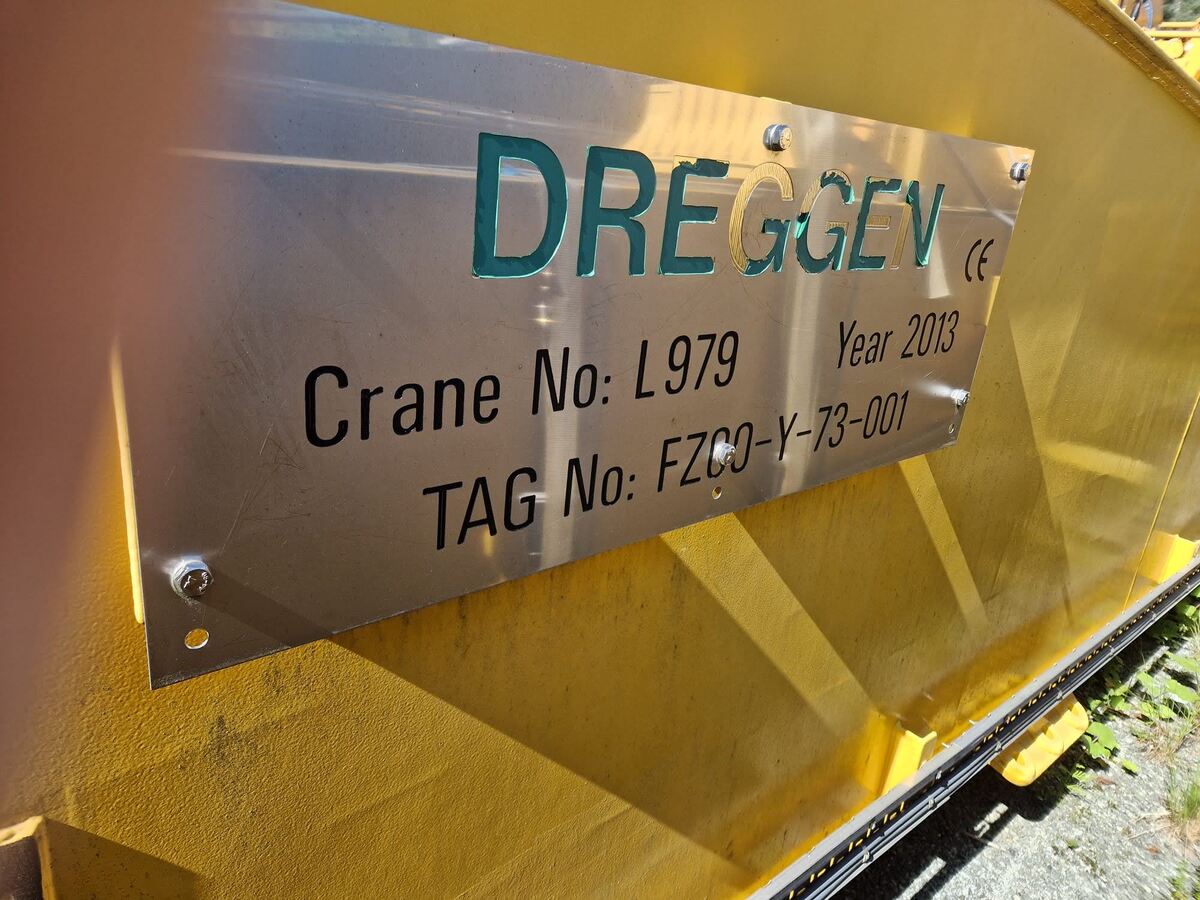 DREGGEN
CE
Crane No: L979 Year 2013
TAG No: FZ00-Y-73-001